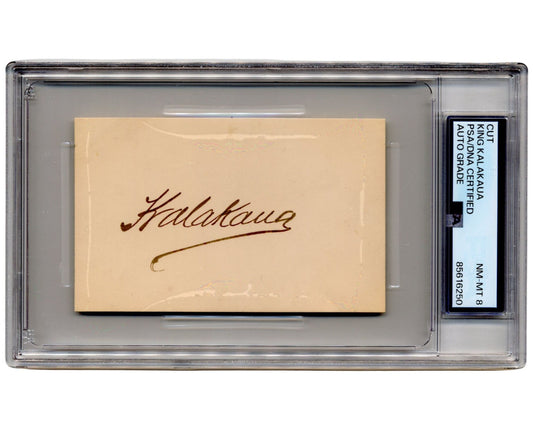 Kalakaua
CUT
KING KALAKAUA
PSA/DNA CERTIFIED
AUTO GRADE
NM-MT 8
85616250